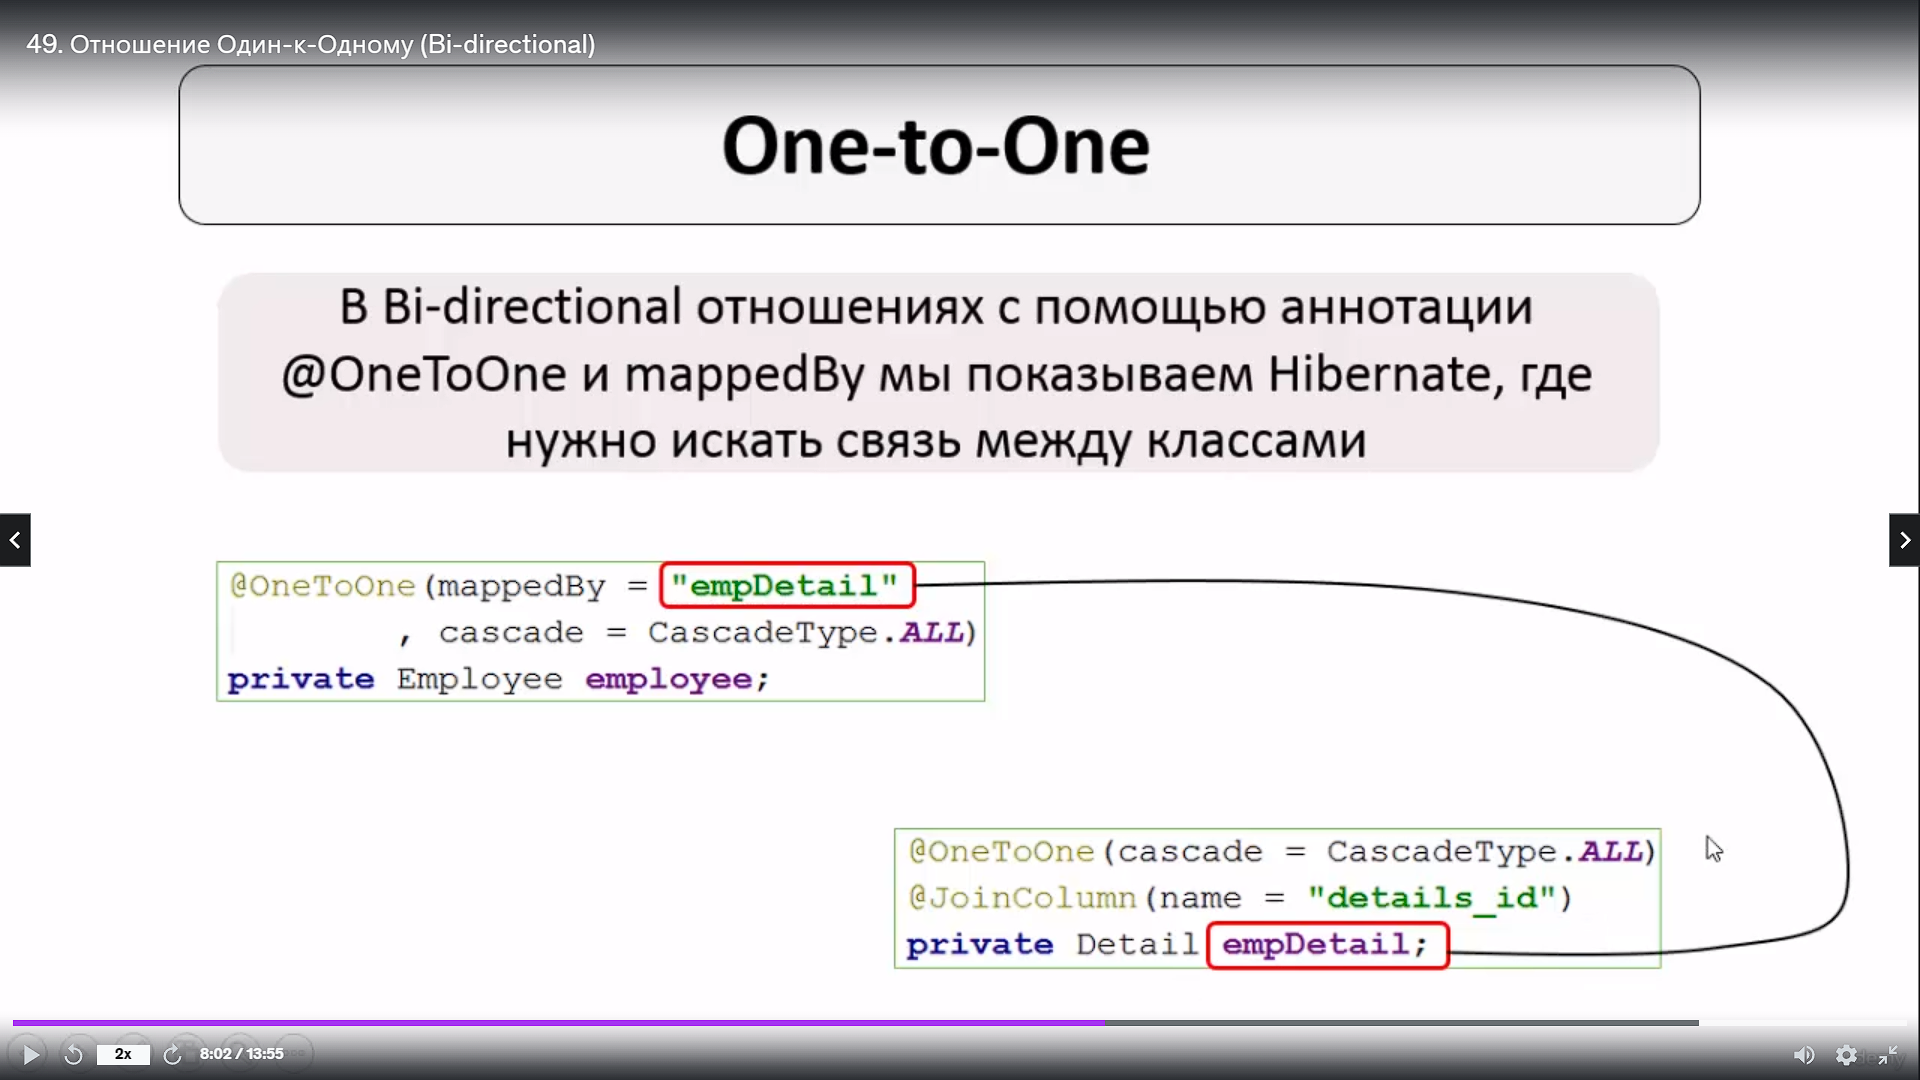 49. Отношение Один-к-Одному (Bi-directional)
One-to-One
В Bi-directional отношениях с помощью аннотации
@OneToOne и mappedBy мы показываем Hibernate, где
нужно искать связь между классами
@OneToOne(mappedBy = "empDetail"
, cascade = CascadeType.ALL)
private Employee employee;
@OneToOne(cascade = CascadeType.ALL)
@JoinColumn(name = "details_id")
private Detail empDetail;
2x
8:02 / 13:55